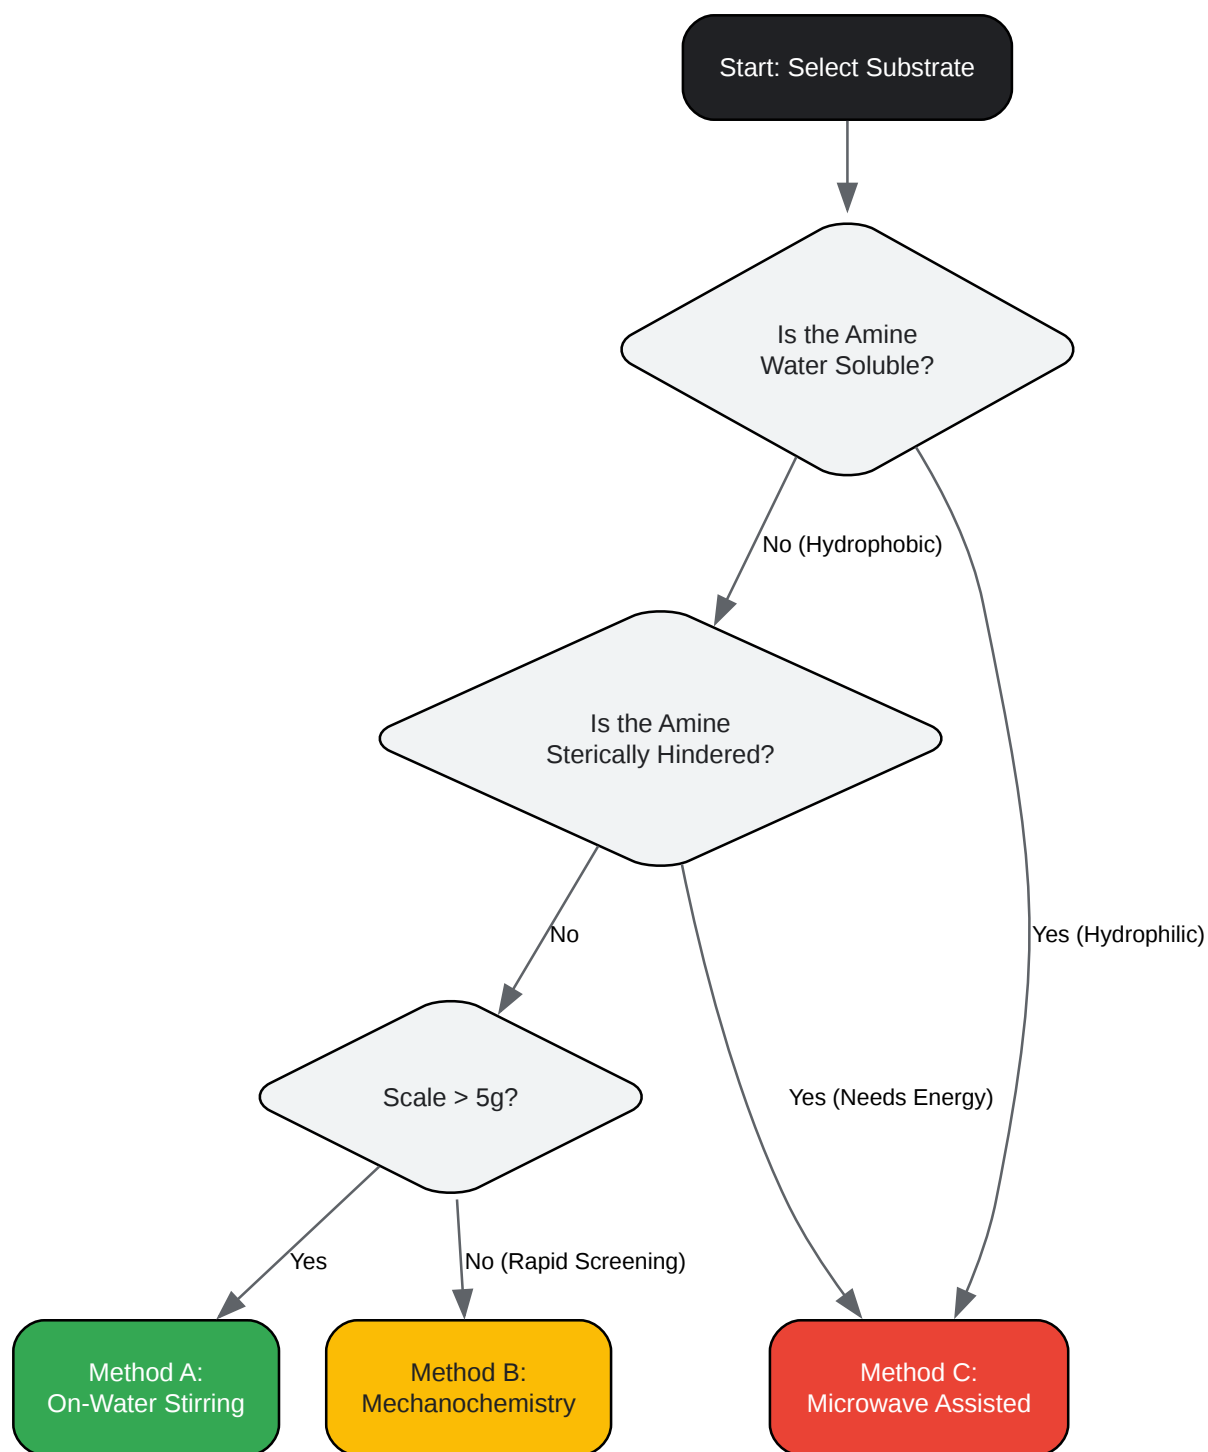 Start: Select Substrate
Is the Amine
Water Soluble?
No (Hydrophobic)
Is the Amine
Sterically Hindered?
No
Yes (Hydrophilic)
Scale > 5g?
Yes (Needs Energy)
Yes
No (Rapid Screening)
Method A:
On-Water Stirring
Method B:
Mechanochemistry
Method C:
Microwave Assisted